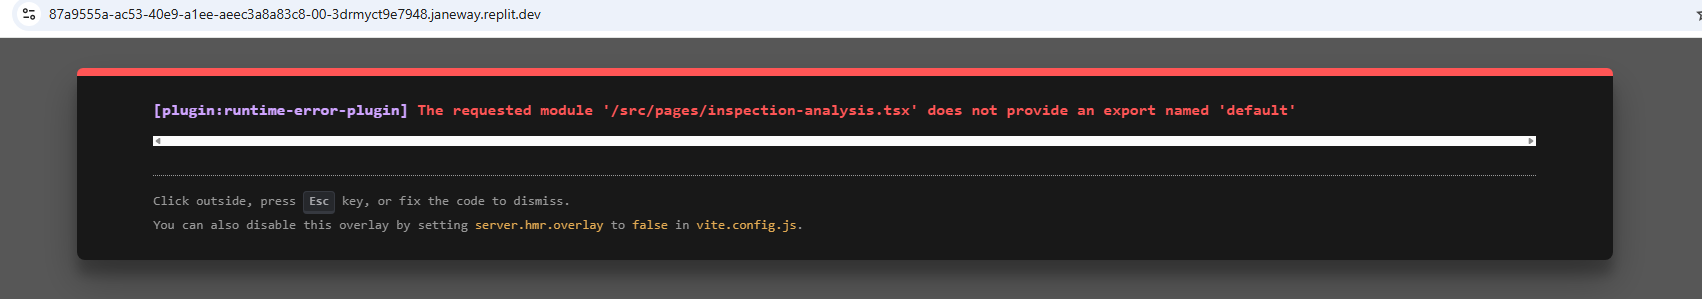 87a9555a-ac53-40e9-a1ee-aeec3a8a83c8-00-3drmyct9e7948.janeway.replit.dev
[plugin:runtime-error-plugin] The requested module '/src/pages/inspection-analysis.tsx' does not provide an export named 'default'
Click outside, press Esc key, or fix the code to dismiss.
You can also disable this overlay by setting server.hmr.overlay to false in vite.config.js.